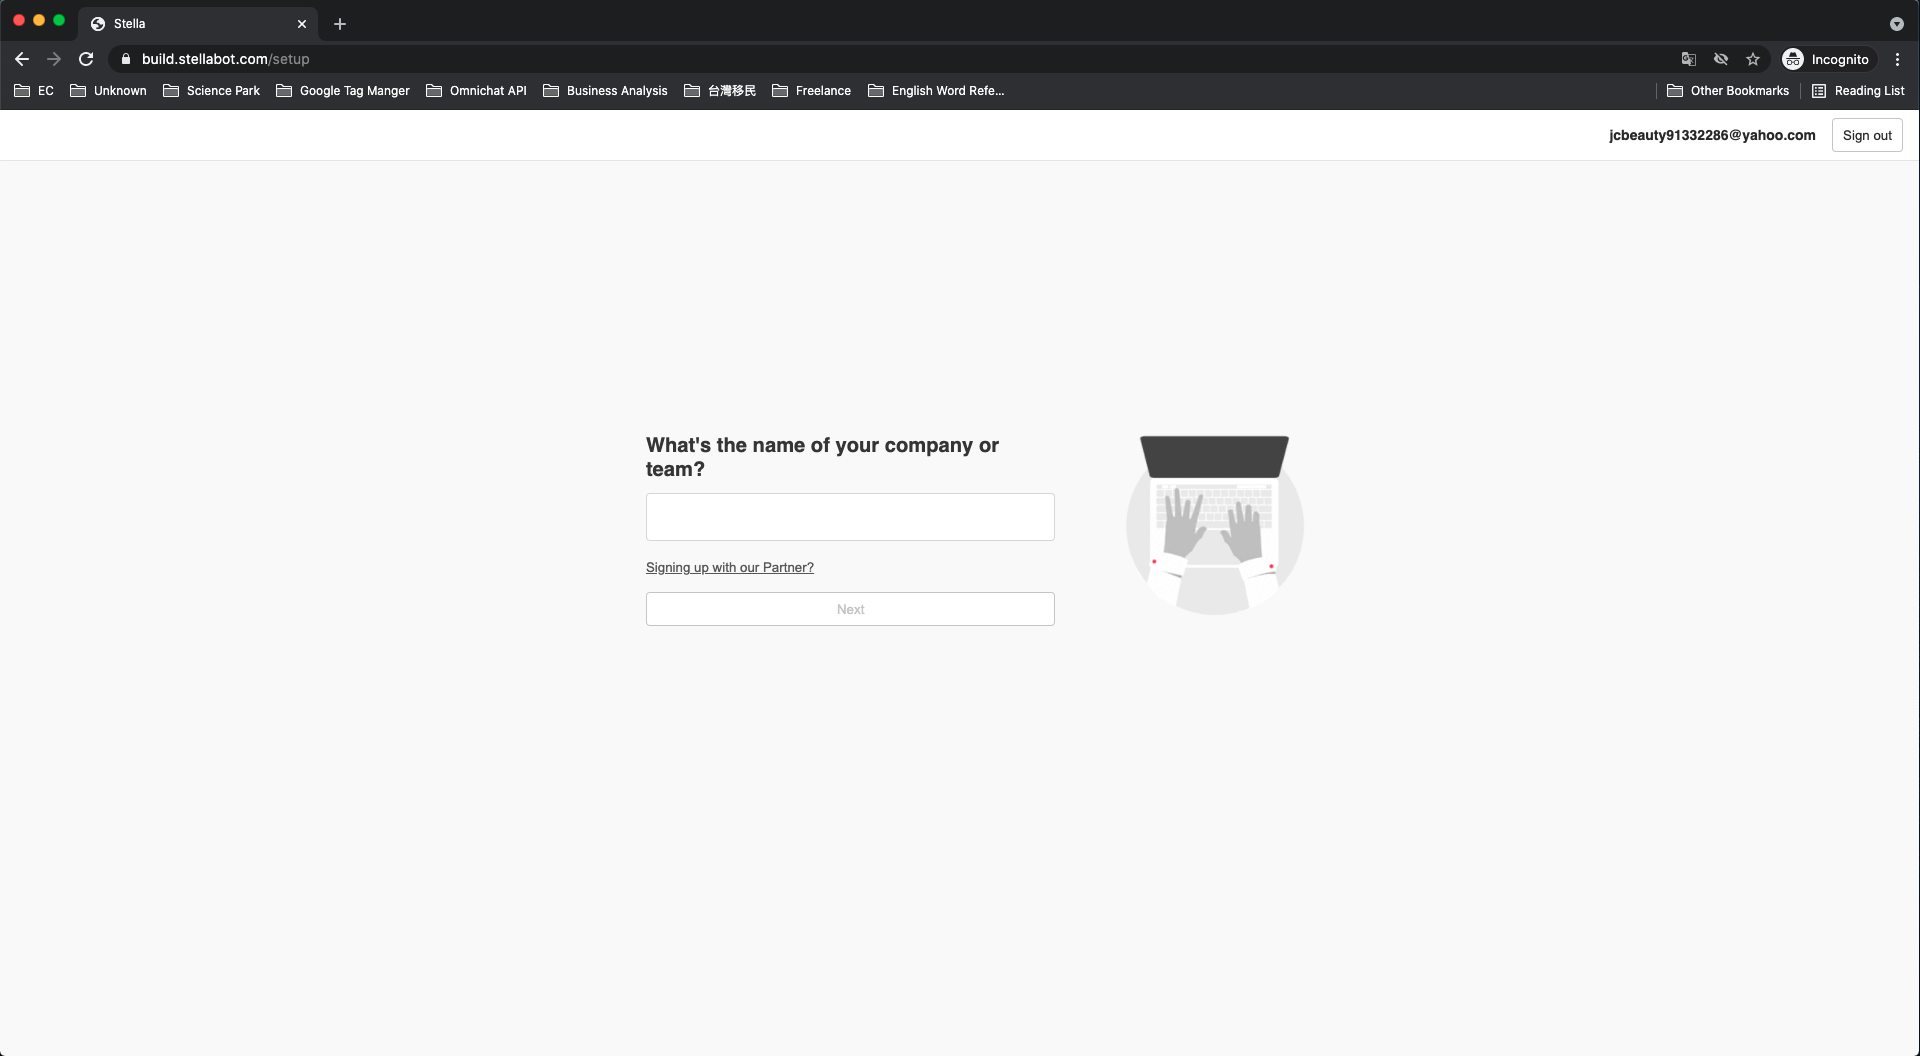 Stella
build.stellabot.com/setup
Incognito
EC
Unknown
Science Park
Google Tag Manger
Omnichat API
Business Analysis
台灣移民
Freelance
English Word Refe...
Other Bookmarks
Reading List
jcbeauty91332286@yahoo.com
Sign out
What's the name of your company or
team?
Signing up with our Partner?
Next